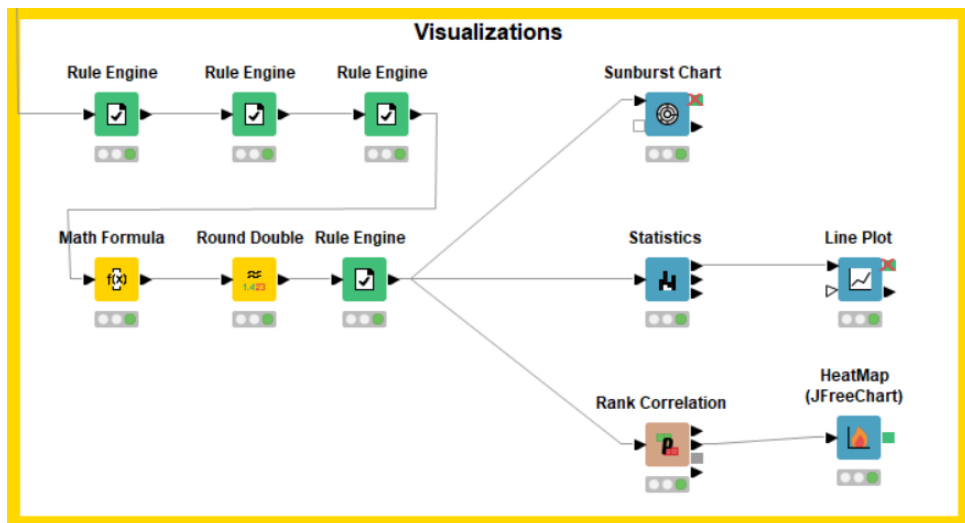 Visualizations
Rule Engine
Rule Engine
Rule Engine
Sunburst Chart
Math Formula
f(x)
Round Double
1.423
Rule Engine
Statistics
Line Plot
Rank Correlation
ρ
HeatMap
(JFreeChart)